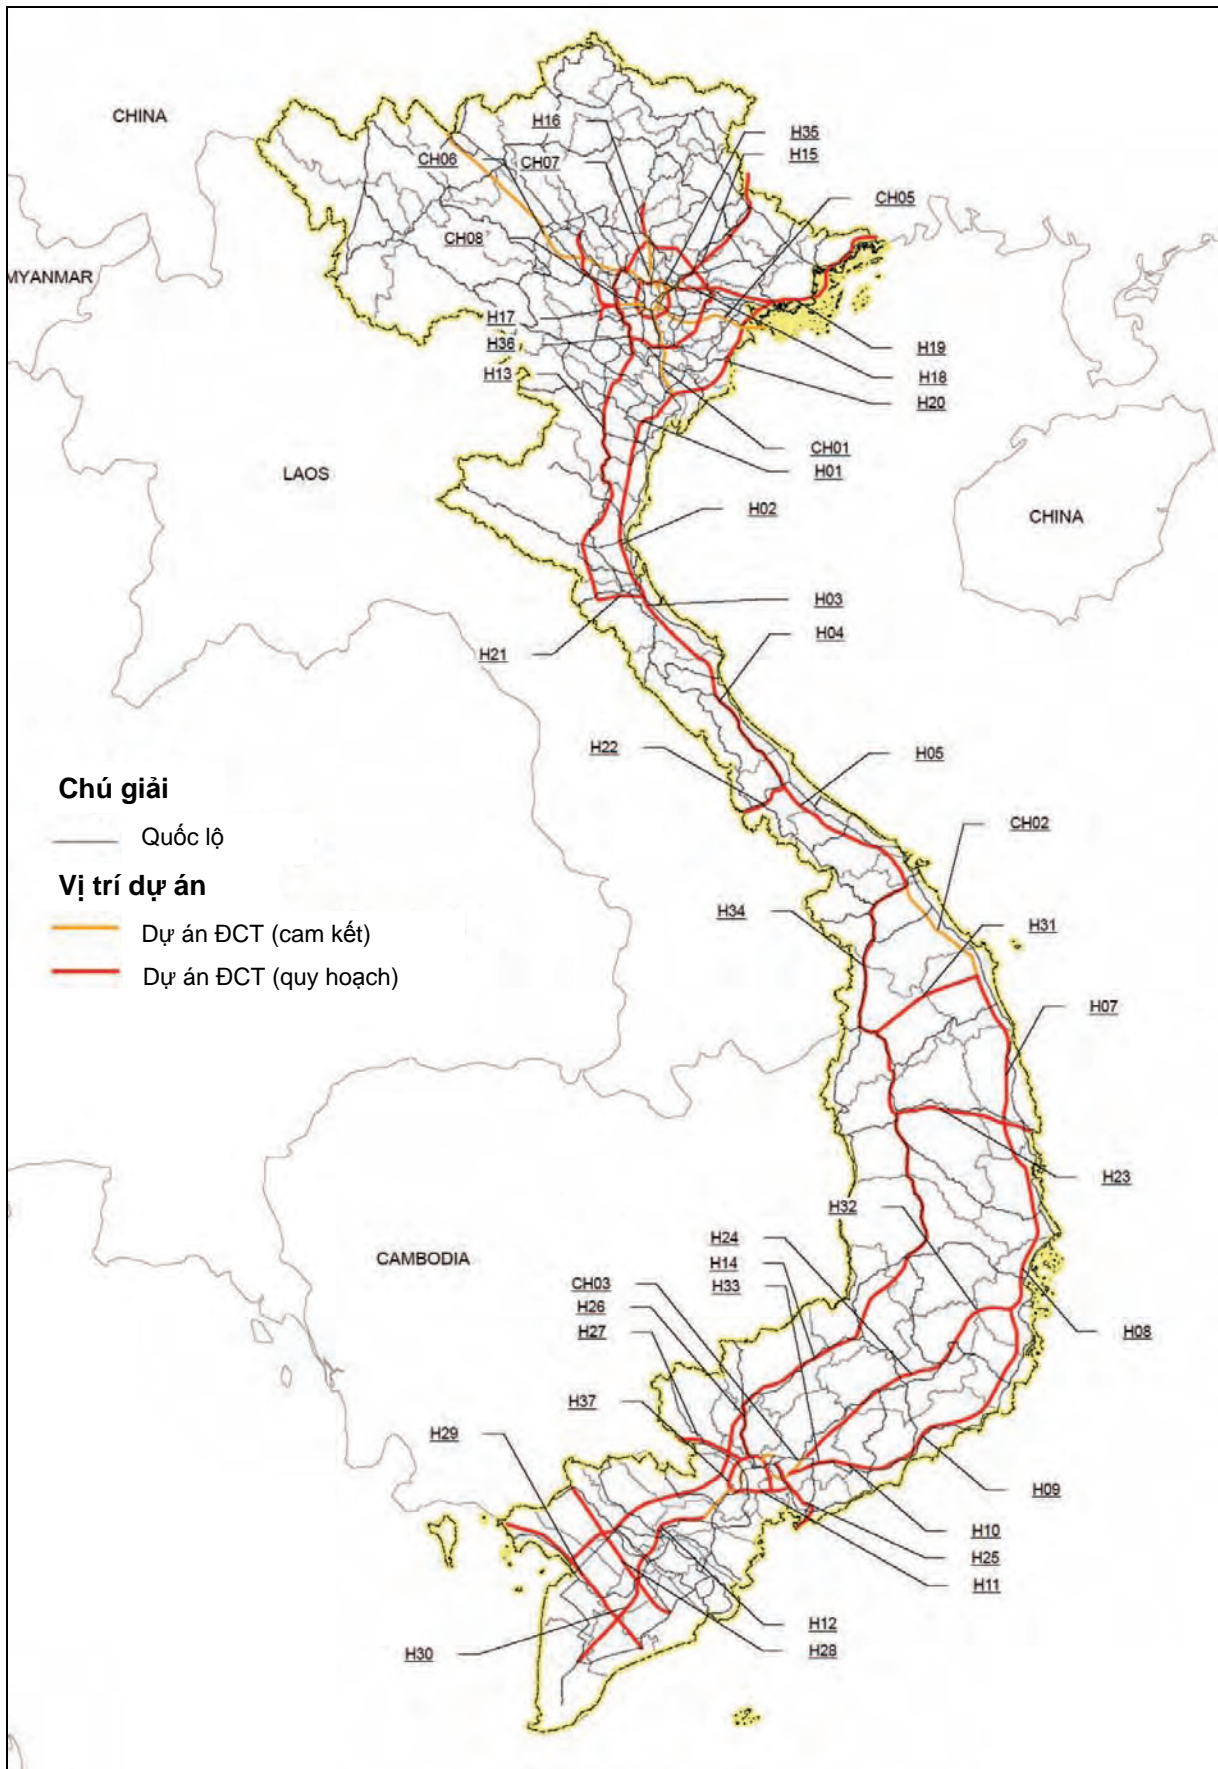 H16
H35
CHINA
H15
CH06
CH07
CH05
CH08
MYANMAR
H17
H36
H19
H13
H18
H20
CH01
LAOS
H01
H02
CHINA
H03
H04
H21
H22
H05
Chú giải
CH02
Quốc lộ
Vị trí dự án
H34
H31
Dự án ĐCT (cam kết)
Dự án ĐCT (quy hoạch)
H07
H23
H32
H24
CAMBODIA
H14
CH03
H33
H26
H27
H08
H37
H29
H09
H10
H25
H11
H12
H30
H28